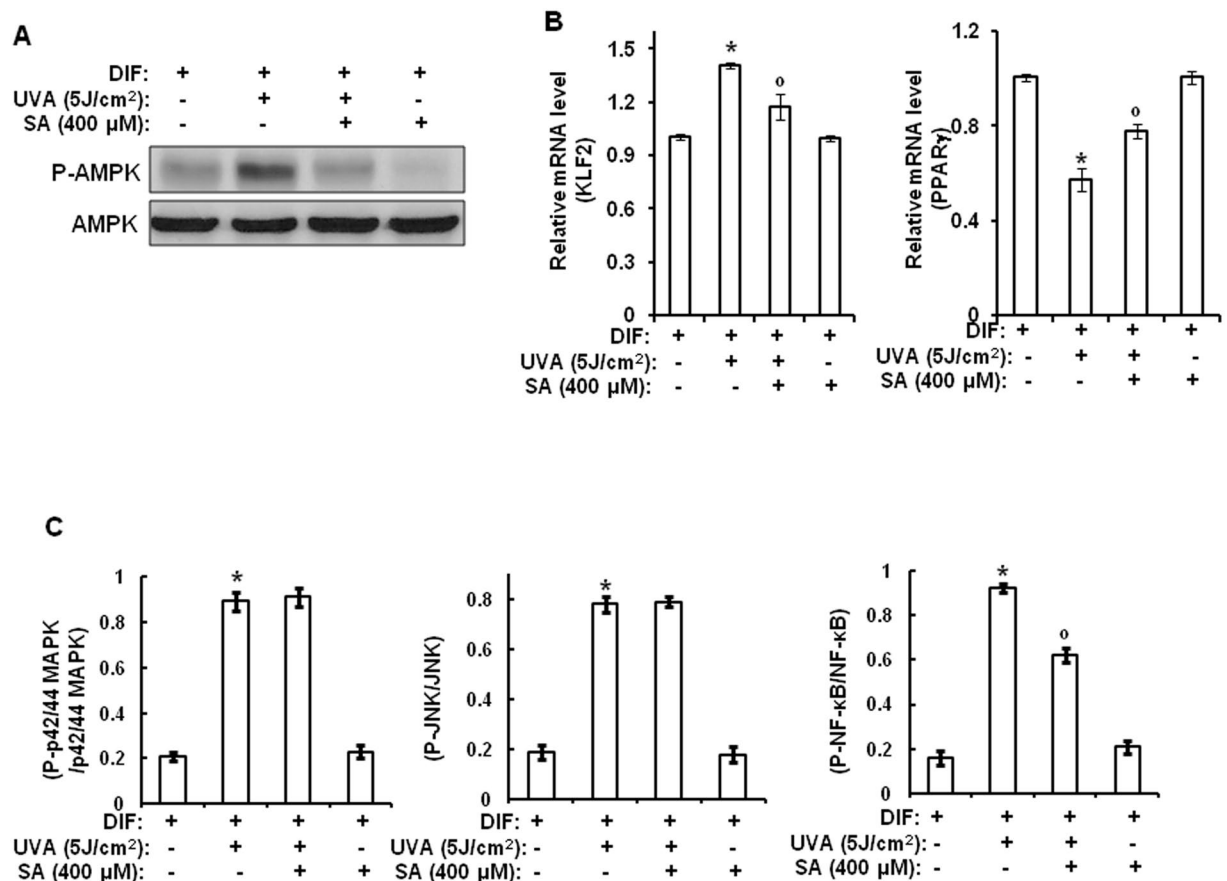 A
DIF: + + + +
UVA (5J/cm²): - + + -
SA (400 μM): - - + +
P-AMPK
AMPK
B
Relative mRNA level
(KLF2)
1.5
1.2
0.9
0.6
0.3
0
*
o
DIF: + + + +
UVA (5J/cm²): - + + -
SA (400 μM): - - + +
Relative mRNA level
(PPARγ)
1.2
0.8
0.4
0
*
o
DIF: + + + +
UVA (5J/cm²): - + + -
SA (400 μM): - - + +
C
(P-p42/44 MAPK
/p42/44 MAPK)
1
0.8
0.6
0.4
0.2
0
*
DIF: + + + +
UVA (5J/cm²): - + + -
SA (400 μM): - - + +
(P-JNK/JNK)
0.8
0.6
0.4
0.2
0
*
DIF: + + + +
UVA (5J/cm²): - + + -
SA (400 μM): - - + +
(P-NF-κB/NF-κB)
1
0.8
0.6
0.4
0.2
0
*
o
DIF: + + + +
UVA (5J/cm²): - + + -
SA (400 μM): - - + +